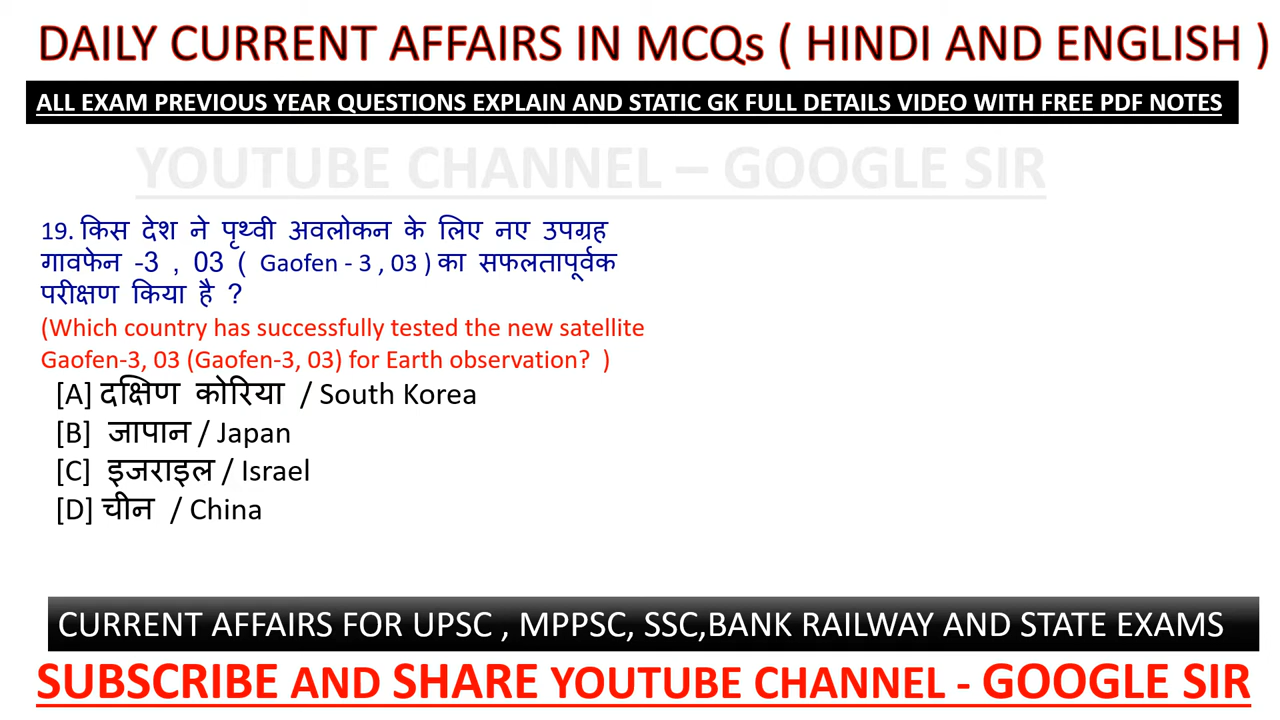 DAILY CURRENT AFFAIRS IN MCQs ( HINDI AND ENGLISH )
ALL EXAM PREVIOUS YEAR QUESTIONS EXPLAIN AND STATIC GK FULL DETAILS VIDEO WITH FREE PDF NOTES
YOUTUBE CHANNEL – GOOGLE SIR
19. किस देश ने पृथ्वी अवलोकन के लिए नए उपग्रह
गावफेन -3 , 03 ( Gaofen - 3 , 03 ) का सफलतापूर्वक
परीक्षण किया है ?
(Which country has successfully tested the new satellite
Gaofen-3, 03 (Gaofen-3, 03) for Earth observation? )
[A] दक्षिण कोरिया / South Korea
[B] जापान / Japan
[C] इजराइल / Israel
[D] चीन / China
CURRENT AFFAIRS FOR UPSC , MPPSC, SSC,BANK RAILWAY AND STATE EXAMS
SUBSCRIBE AND SHARE YOUTUBE CHANNEL - GOOGLE SIR